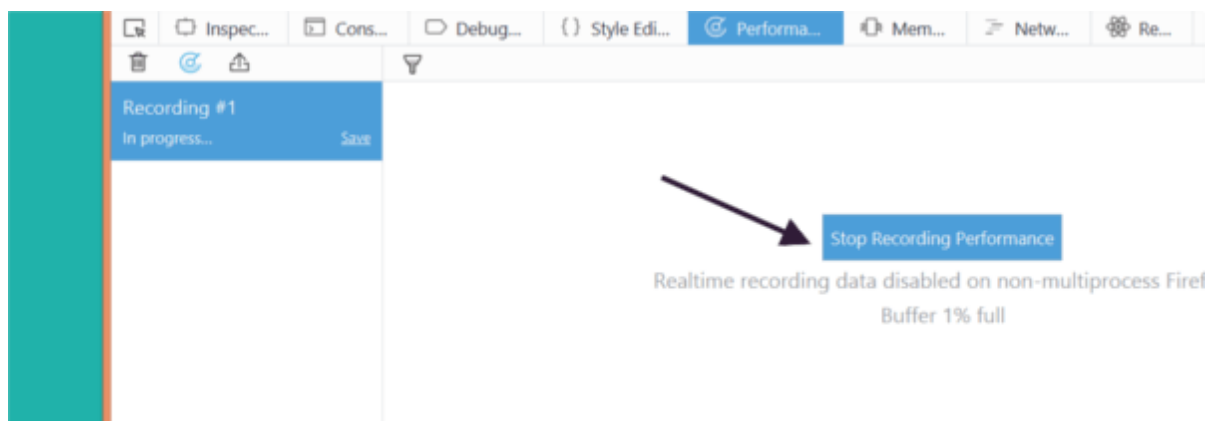 Inspec... Cons... Debug... {} Style Edi... Performa... Mem... Netw... Re...
Recording #1
In progress... Save
Stop Recording Performance
Realtime recording data disabled on non-multiprocess Firef
Buffer 1% full